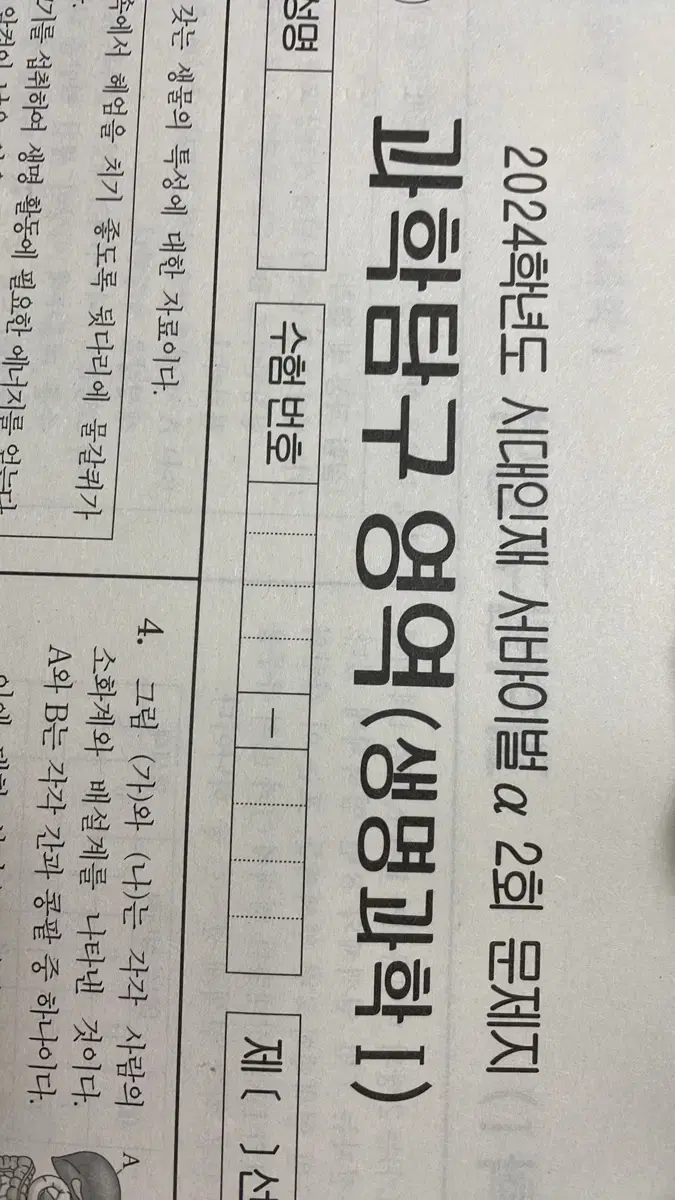 2024학년도 시대인재 서바이벌α 2회 문제지
과학탐구 영역(생명과학Ⅰ)
성명
수험 번호
–
제 [ ] 선
갖는 생물의 특성에 대한 자료이다.
속에서 헤엄을 치기 좋도록 뒷다리에 물갈퀴가
섭취하여 생명 활동에 필요한 에너지를 얻는다
4. 그림 (가)와 (나)는 각각 사람의
소화계와 배설계를 나타낸 것이다.
A와 B는 각각 간과 콩팥 중 하나이다.
A